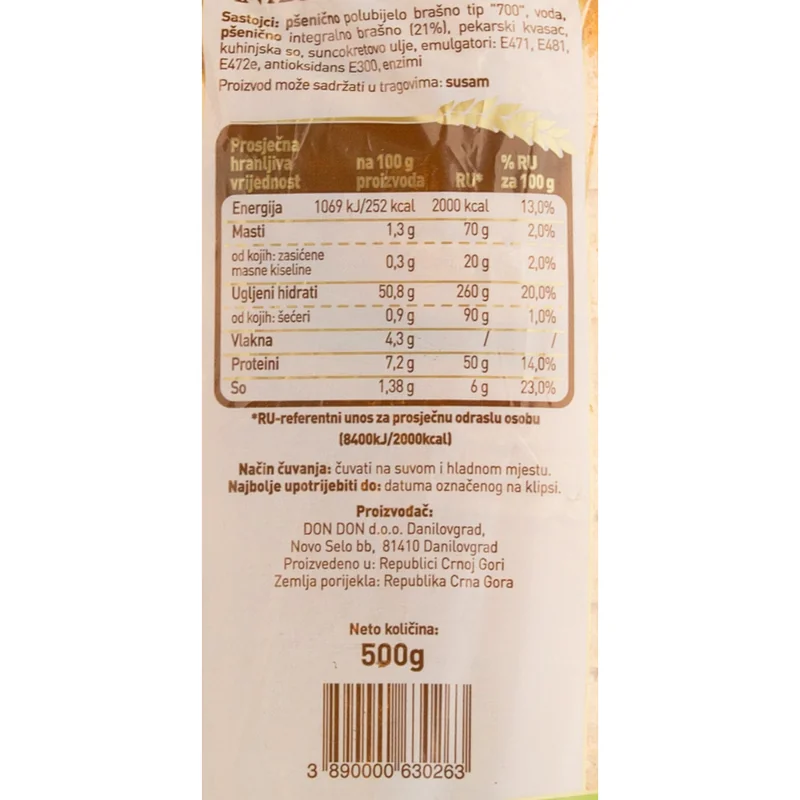 Sastojci: pšenično polubijelo brašno tip "700", voda,
pšenično integralno brašno (21%), pekarski kvasac,
kuhinjska so, suncokretovo ulje, emulgatori: E471, E481,
E472e, antioksidans E300, enzimi
Proizvod može sadržati u tragovima: susam
Prosječna hrahljiva vrijednost na 100 g proizvoda RU* % RU za 100 g
Energija 1069 kJ/252 kcal 2000 kcal 13,0%
Masti 1,3 g 70 g 2,0%
od kojih: zasićene masne kiseline 0,3 g 20 g 2,0%
Ugljeni hidrati 50,8 g 260 g 20,0%
od kojih: šećeri 0,9 g 90 g 1,0%
Vlakna 4,3 g / /
Proteini 7,2 g 50 g 14,0%
So 1,38 g 6 g 23,0%
*RU-referentni unos za prosječnu odraslu osobu
(8400kJ/2000kcal)
Način čuvanja: čuvati na suvom i hladnom mjestu.
Najbolje upotrijebiti do: datuma označenog na klipsi.
Proizvođač:
DON DON d.o.o. Danilovgrad,
Novo Selo bb, 81410 Danilovgrad
Proizvedeno u: Republici Crnoj Gori
Zemlja porijekla: Republika Crna Gora
Neto količina:
500g
3 890000 630263